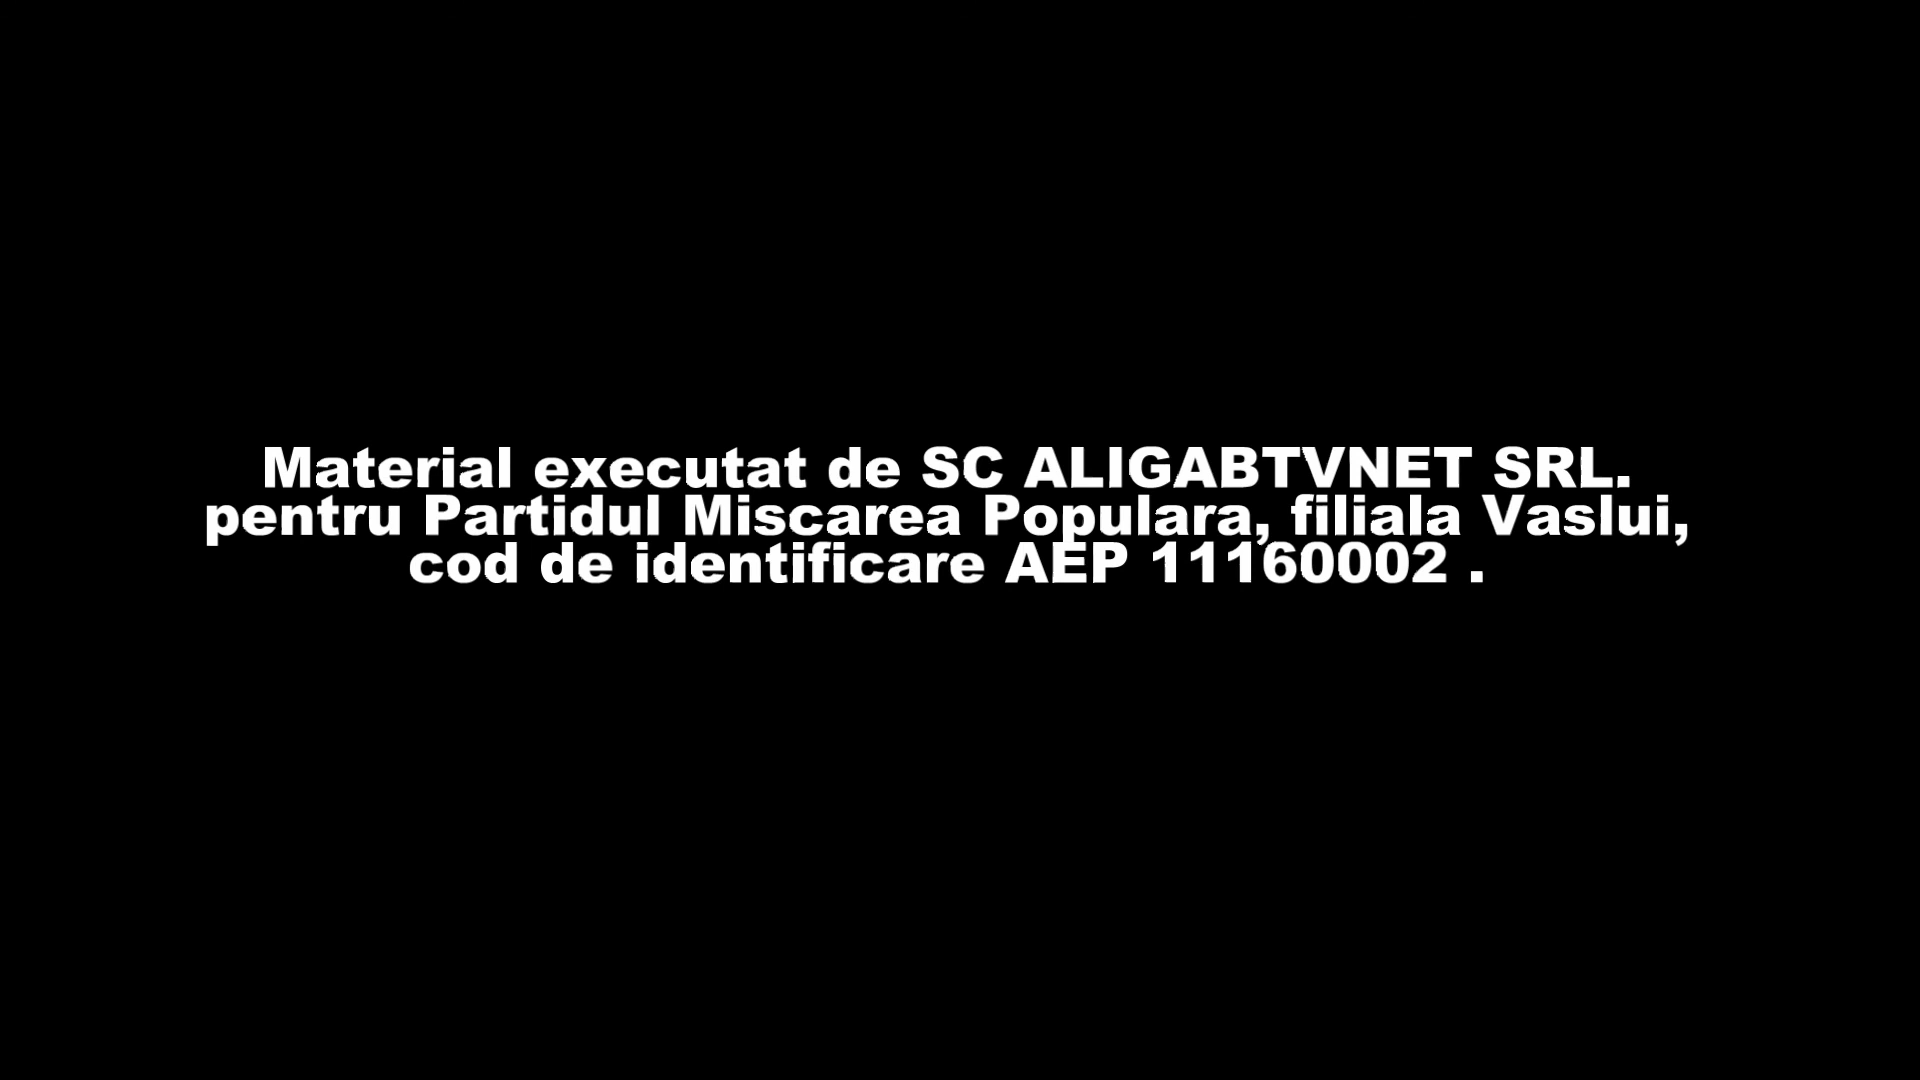 Material executat de SC ALIGABTVNET SRL.
pentru Partidul Miscarea Populara, filiala Vaslui,
cod de identificare AEP 11160002 .